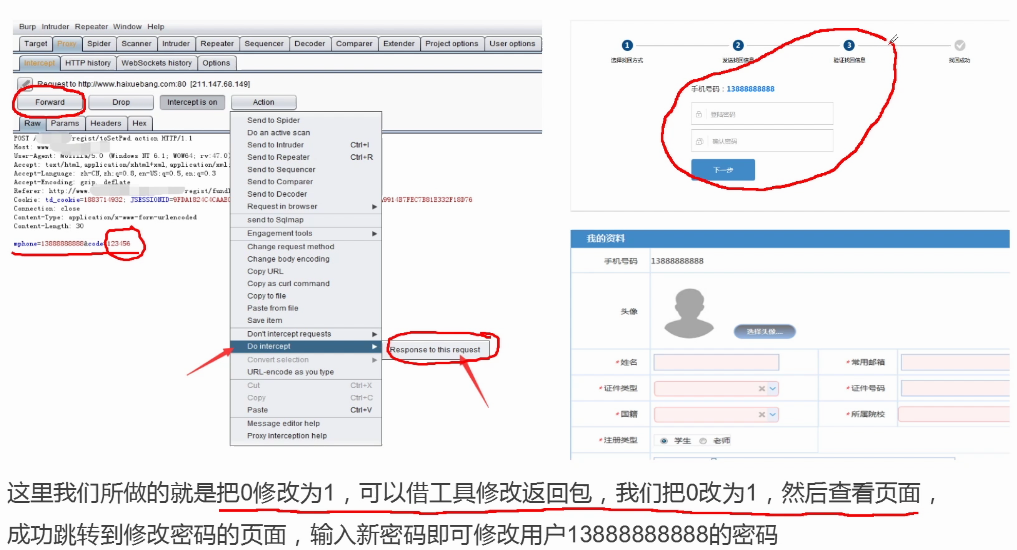 Burp Intruder Repeater Window Help
Target Proxy Spider Scanner Intruder Repeater Sequencer Decoder Comparer Extender Project options User options
Intercept HTTP history WebSockets history Options
Request to http://www.haixuebang.com:80 [211.147.68.149]
Forward Drop Intercept is on Action
Raw Params Headers Hex
POST / regist/toSetPwd action HTTP/1.1
Host: www.
User-Agent: Mozilla/5.0 (Windows NT 6.1; WOW64; rv:47.0)
Accept: text/html,application/xhtml+xml,application/xml
Accept-Language: zh-CN,zh;q=0.8,en-US;q=0.5,en;q=0.3
Accept-Encoding: gzip, deflate
Referer: http://www. regist/fund
Cookie: td_cookie=1883714932; JSESSIONID=
Connection: close
Content-Type: application/x-www-form-urlencoded
Content-Length: 30
mphone=13888888888&code=123456
Send to Spider
Do an active scan
Send to Intruder Ctrl+I
Send to Repeater Ctrl+R
Send to Sequencer
Send to Comparer
Send to Decoder
Request in browser
send to Sqlmap
Engagement tools
Change request method
Change body encoding
Copy URL
Copy as curl command
Copy to file
Paste from file
Save item
Don't intercept requests
Do intercept
Response to this request
Convert selection
URL-encode as you type
Cut Ctrl+X
Copy Ctrl+C
Paste Ctrl+V
Message editor help
Proxy interception help
1 2 3
选择找回方式 发送找回信息 验证找回信息 找回成功
手机号码：13888888888
登陆密码
确认密码
下一步
我的资料
手机号码 13888888888
头像
选择头像...
*姓名 *常用邮箱
*证件类型 *证件号码
*国籍 *所属院校
*注册类型 学生 老师
这里我们所做的就是把0修改为1，可以借工具修改返回包，我们把0改为1，然后查看页面，
成功跳转到修改密码的页面，输入新密码即可修改用户13888888888的密码